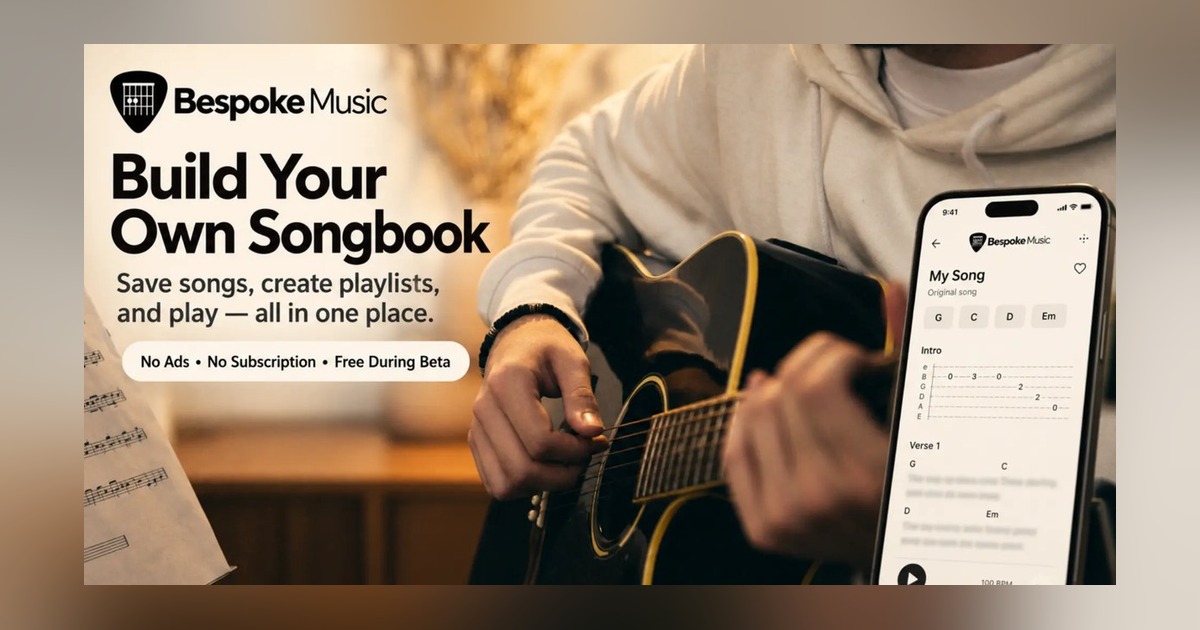 Bespoke Music
Build Your
Own Songbook
Save songs, create playlists,
and play — all in one place.
No Ads • No Subscription • Free During Beta
9:41
Bespoke Music
My Song
Original song
G C D Em
Intro
e
B 0 3 0
G 2
D 2
A 0
E
Verse 1
G C
D Em
100 BPM